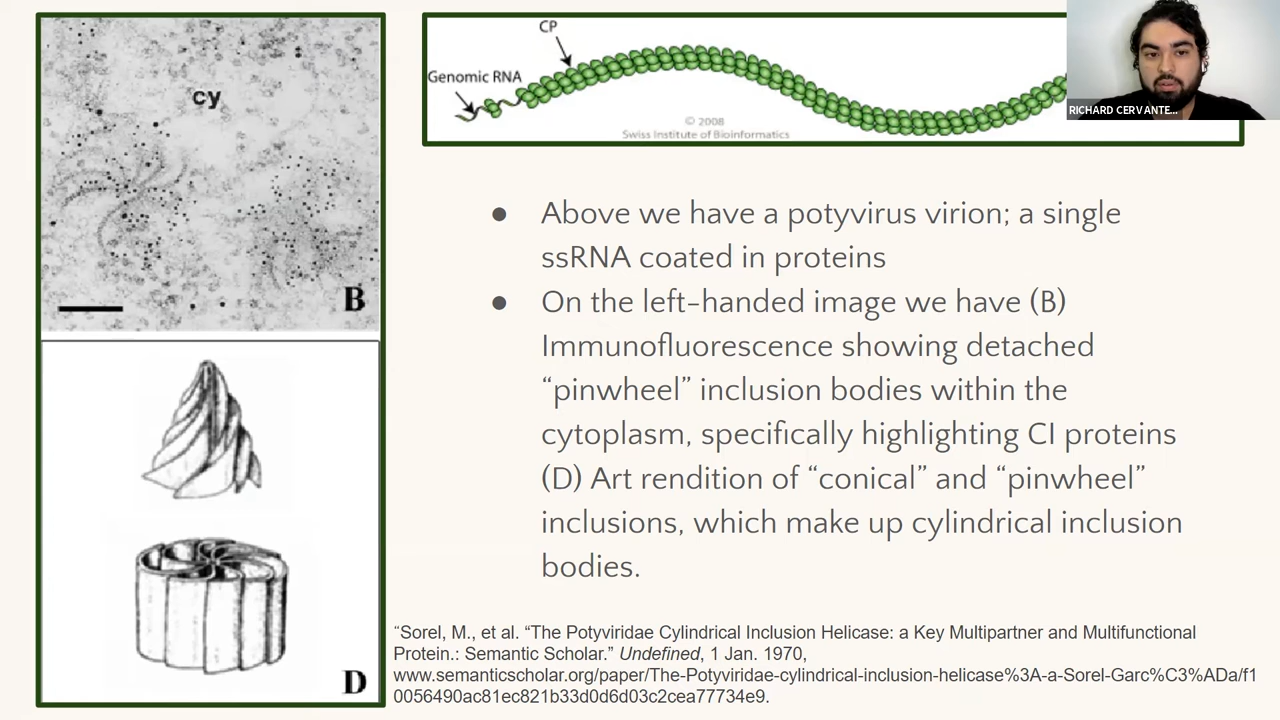 cy
B
D
CP
Genomic RNA
© 2008
Swiss Institute of Bioinformatics
RICHARD CERVANTE...
● Above we have a potyvirus virion; a single
ssRNA coated in proteins
● On the left-handed image we have (B)
Immunofluorescence showing detached
“pinwheel” inclusion bodies within the
cytoplasm, specifically highlighting CI proteins
(D) Art rendition of “conical” and “pinwheel”
inclusions, which make up cylindrical inclusion
bodies.
“Sorel, M., et al. “The Potyviridae Cylindrical Inclusion Helicase: a Key Multipartner and Multifunctional
Protein.: Semantic Scholar.” Undefined, 1 Jan. 1970,
www.semanticscholar.org/paper/The-Potyviridae-cylindrical-inclusion-helicase%3A-a-Sorel-Garc%C3%ADa/f1
0056490ac81ec821b33d0d6d03c2cea77734e9.